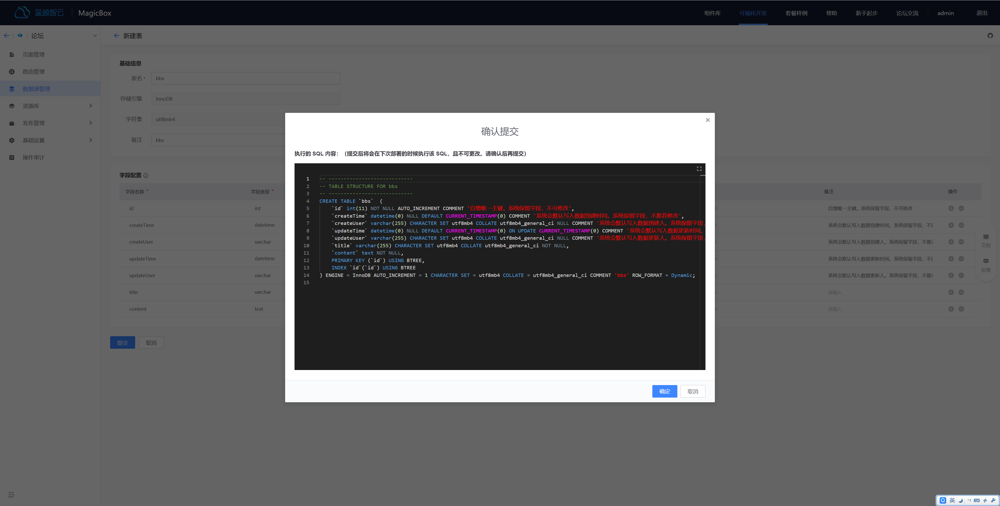 蓝鲸智云 MagicBox 组件库 可视化开发 套餐样例 帮助 新手起步 论坛交流 admin 退出
论坛
新建表
页面管理
路由管理
数据源管理
资源库
发布管理
基础设置
操作审计
基础信息
表名 * bbs
存储引擎 InnoDB
字符集 utf8mb4
备注 bbs
字段配置
字段名称 * 字段类型 * 备注 操作
id int 自增唯一主键。系统保留字段，不可修改
createTime datetime 系统会默认写入数据创建时间。系统保留字段，不
createUser varchar 系统会默认写入数据创建人。系统保留字段，不推
updateTime datetime 系统会默认写入数据更新时间。系统保留字段，不
updateUser varchar 系统会默认写入数据更新人。系统保留字段，不推
title varchar 请输入
content text 请输入
提交 取消
确认提交
执行的 SQL 内容：（提交后将会在下次部署的时候执行该 SQL，且不可更改。请确认后再提交）
1 -- ----------------------------
2 -- TABLE STRUCTURE FOR bbs
3 -- ----------------------------
4 CREATE TABLE `bbs`  (
5 `id` int(11) NOT NULL AUTO_INCREMENT COMMENT '自增唯一主键。系统保留字段，不可修改',
6 `createTime` datetime(0) NULL DEFAULT CURRENT_TIMESTAMP(0) COMMENT '系统会默认写入数据创建时间。系统保留字段，不推荐修改',
7 `createUser` varchar(255) CHARACTER SET utf8mb4 COLLATE utf8mb4_general_ci NULL COMMENT '系统会默认写入数据创建人。系统保留字段，
8 `updateTime` datetime(0) NULL DEFAULT CURRENT_TIMESTAMP(0) ON UPDATE CURRENT_TIMESTAMP(0) COMMENT '系统会默认写入数据更新时间。
9 `updateUser` varchar(255) CHARACTER SET utf8mb4 COLLATE utf8mb4_general_ci NULL COMMENT '系统会默认写入数据更新人。系统保留字段，
10 `title` varchar(255) CHARACTER SET utf8mb4 COLLATE utf8mb4_general_ci NOT NULL,
11 `content` text NOT NULL,
12 PRIMARY KEY (`id`) USING BTREE,
13 INDEX `id`(`id`) USING BTREE
14 ) ENGINE = InnoDB AUTO_INCREMENT = 1 CHARACTER SET = utf8mb4 COLLATE = utf8mb4_general_ci COMMENT 'bbs' ROW_FORMAT = Dynamic;
15
确定 取消
文档
反馈
英